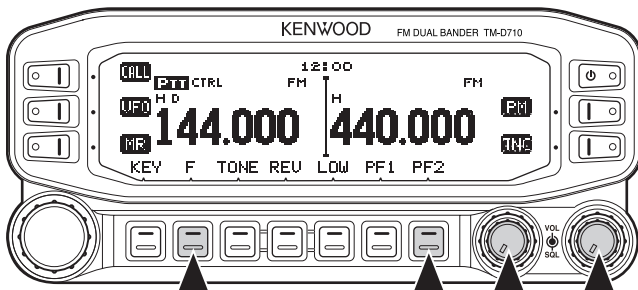 KENWOOD FM DUAL BANDER TM-D710
12:00
CALL PTT CTRL FM FM
H D H
VFO 144.000 440.000 PM
MR MNG
KEY F TONE REV LOW PF1 PF2
VOL
SQL